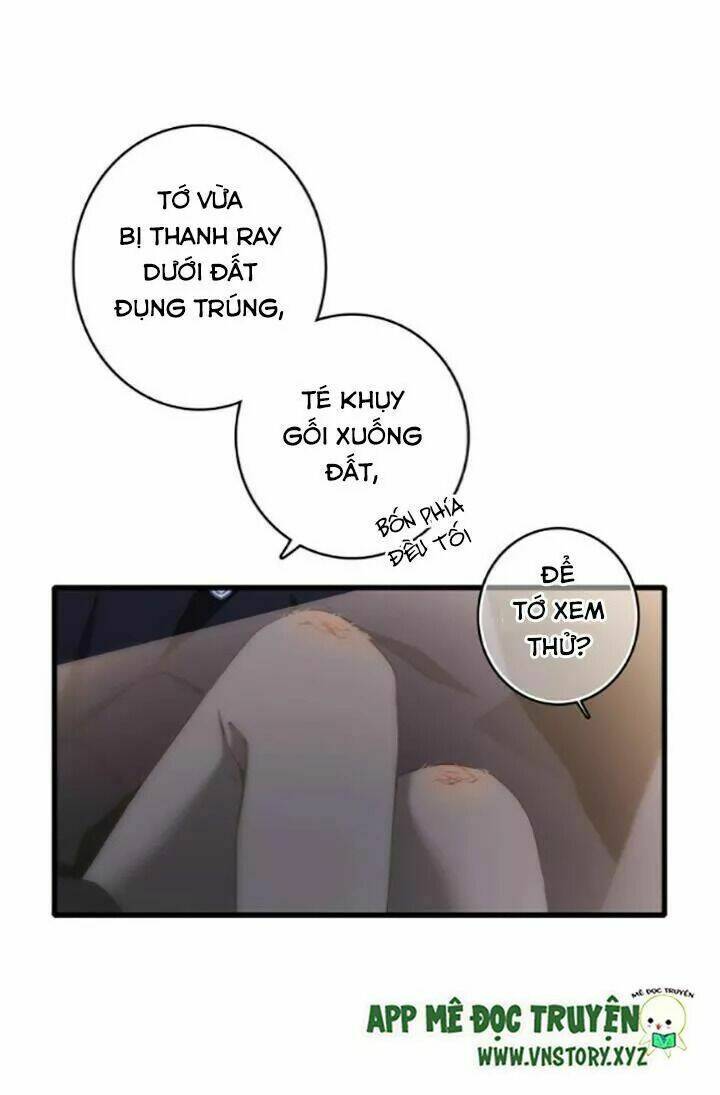 TỚ VỪA
BỊ THANH RAY
DƯỚI ĐẤT
ĐỤNG TRÚNG,
TÉ KHỤY
GỐI XUỐNG
ĐẤT,
BỐN PHÍA
ĐỀU TỐI
ĐỂ
TỚ XEM
THỬ?
MÊ ĐỌC TRUYỆN
APP MÊ ĐỌC TRUYỆN
WWW.VNSTORY.XYZ